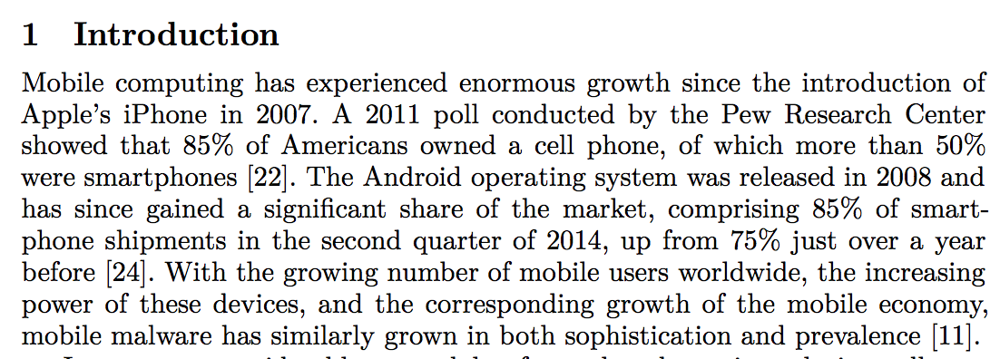 1 Introduction
Mobile computing has experienced enormous growth since the introduction of
Apple's iPhone in 2007. A 2011 poll conducted by the Pew Research Center
showed that 85% of Americans owned a cell phone, of which more than 50%
were smartphones [22]. The Android operating system was released in 2008 and
has since gained a significant share of the market, comprising 85% of smart-
phone shipments in the second quarter of 2014, up from 75% just over a year
before [24]. With the growing number of mobile users worldwide, the increasing
power of these devices, and the corresponding growth of the mobile economy,
mobile malware has similarly grown in both sophistication and prevalence [11].